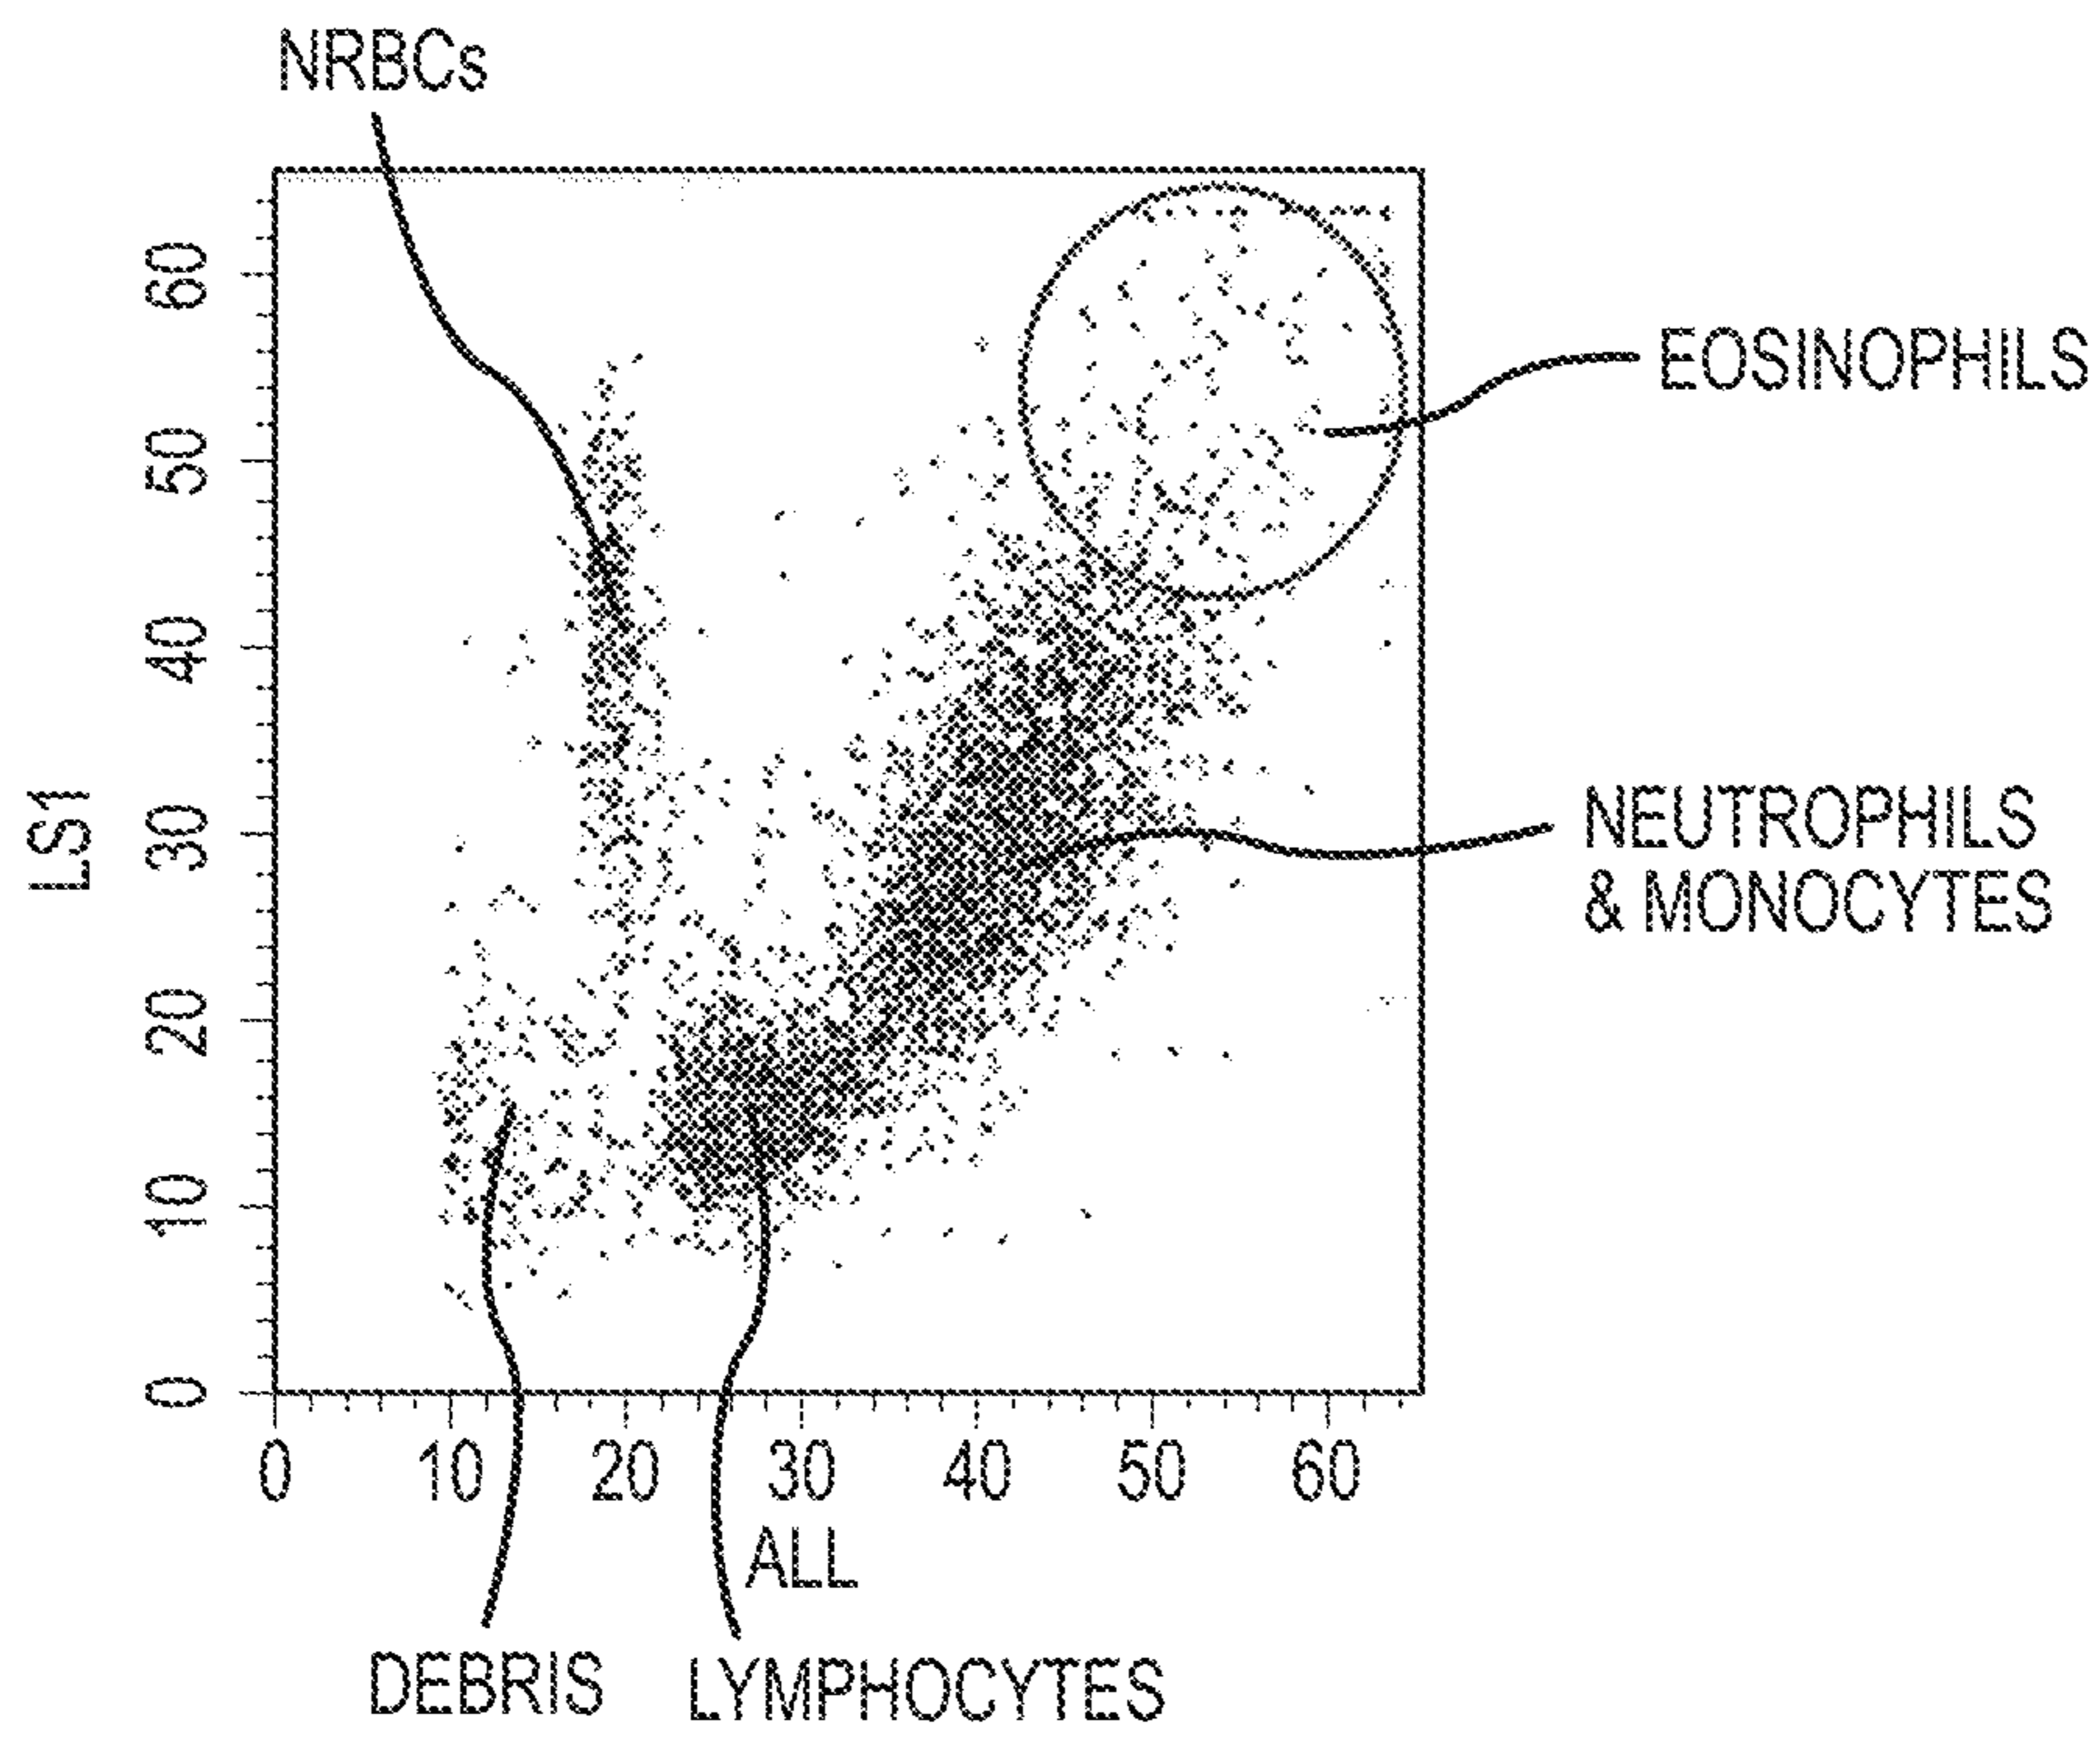 NRBCs
60
50
40
30
20
10
0
LS1
EOSINOPHILS
NEUTROPHILS
& MONOCYTES
0 10 20 30 40 50 60
ALL
DEBRIS
LYMPHOCYTES